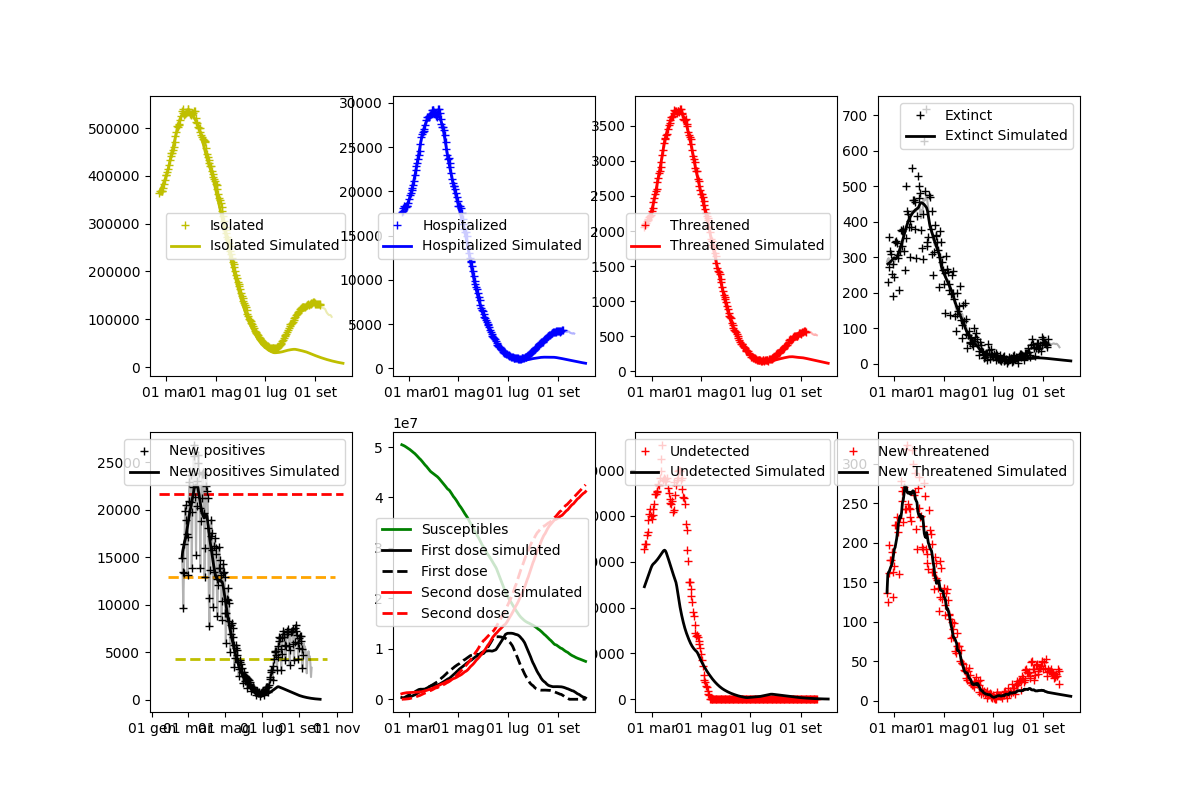 500000
400000
300000
200000
100000
0
Isolated
Isolated Simulated
01 mar
01 mag
01 lug
01 set
30000
25000
20000
15000
5000
0
Hospitalized
Hospitalized Simulated
01 mar
01 mag
01 lug
01 set
3500
3000
2500
2000
1500
1000
500
0
Threatened
Threatened Simulated
01 mar
01 mag
01 lug
01 set
700
600
500
400
300
200
100
0
Extinct
Extinct Simulated
01 mar
01 mag
01 lug
01 set
25000
20000
15000
10000
5000
0
New positives
New positives Simulated
01 gen
01 mar
01 mag
01 lug
01 set
01 nov
1e7
5
4
3
2
1
0
Susceptibles
First dose simulated
First dose
Second dose simulated
Second dose
01 mar
01 mag
01 lug
01 set
0
Undetected
Undetected Simulated
01 mar
01 mag
01 lug
01 set
300
250
200
150
100
50
0
New threatened
New Threatened Simulated
01 mar
01 mag
01 lug
01 set